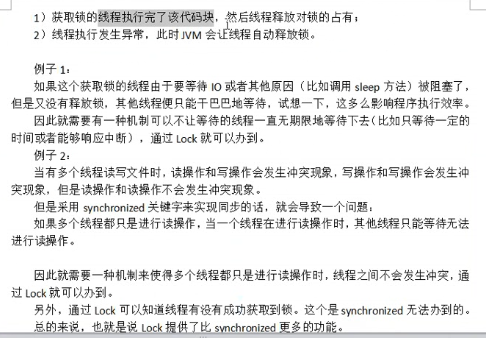 1）获取锁的线程执行完了该代码块，然后线程释放对锁的占有；
2）线程执行发生异常，此时 JVM 会让线程自动释放锁。
例子 1：
如果这个获取锁的线程由于要等待 IO 或者其他原因（比如调用 sleep 方法）被阻塞了，
但是又没有释放锁，其他线程便只能干巴巴地等待，试想一下，这多么影响程序执行效率。
因此就需要有一种机制可以不让等待的线程一直无期限地等待下去（比如只等待一定的
时间或者能够响应中断），通过 Lock 就可以办到。
例子 2：
当有多个线程读写文件时，读操作和写操作会发生冲突现象，写操作和写操作会发生冲
突现象，但是读操作和读操作不会发生冲突现象。
但是采用 synchronized 关键字来实现同步的话，就会导致一个问题：
如果多个线程都只是进行读操作，当一个线程在进行读操作时，其他线程只能等待无法
进行读操作。
因此就需要一种机制来使得多个线程都只是进行读操作时，线程之间不会发生冲突，通
过 Lock 就可以办到。
另外，通过 Lock 可以知道线程有没有成功获取到锁。这个是 synchronized 无法办到的。
总的来说，也就是说 Lock 提供了比 synchronized 更多的功能。